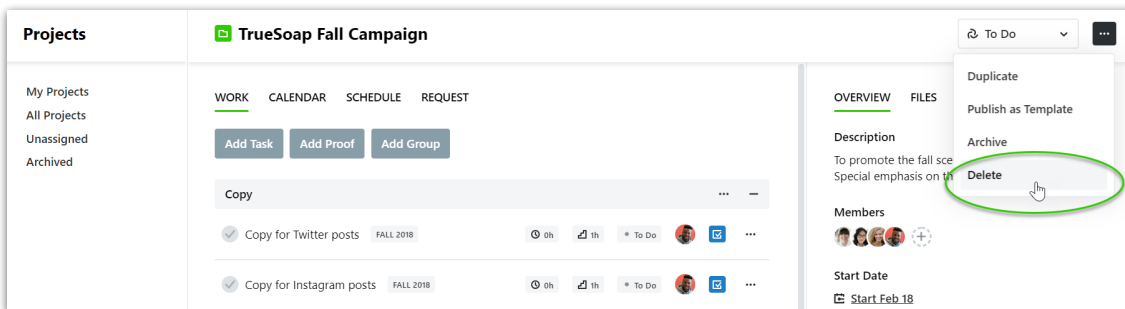 Projects
TrueSoap Fall Campaign
To Do
My Projects
All Projects
Unassigned
Archived
WORK CALENDAR SCHEDULE REQUEST
Add Task Add Proof Add Group
Copy
Copy for Twitter posts FALL 2018 0h 1h To Do
Copy for Instagram posts FALL 2018 0h 1h To Do
OVERVIEW FILES
Description
To promote the fall sce
Special emphasis on th
Members
Start Date
Start Feb 18
Duplicate
Publish as Template
Archive
Delete